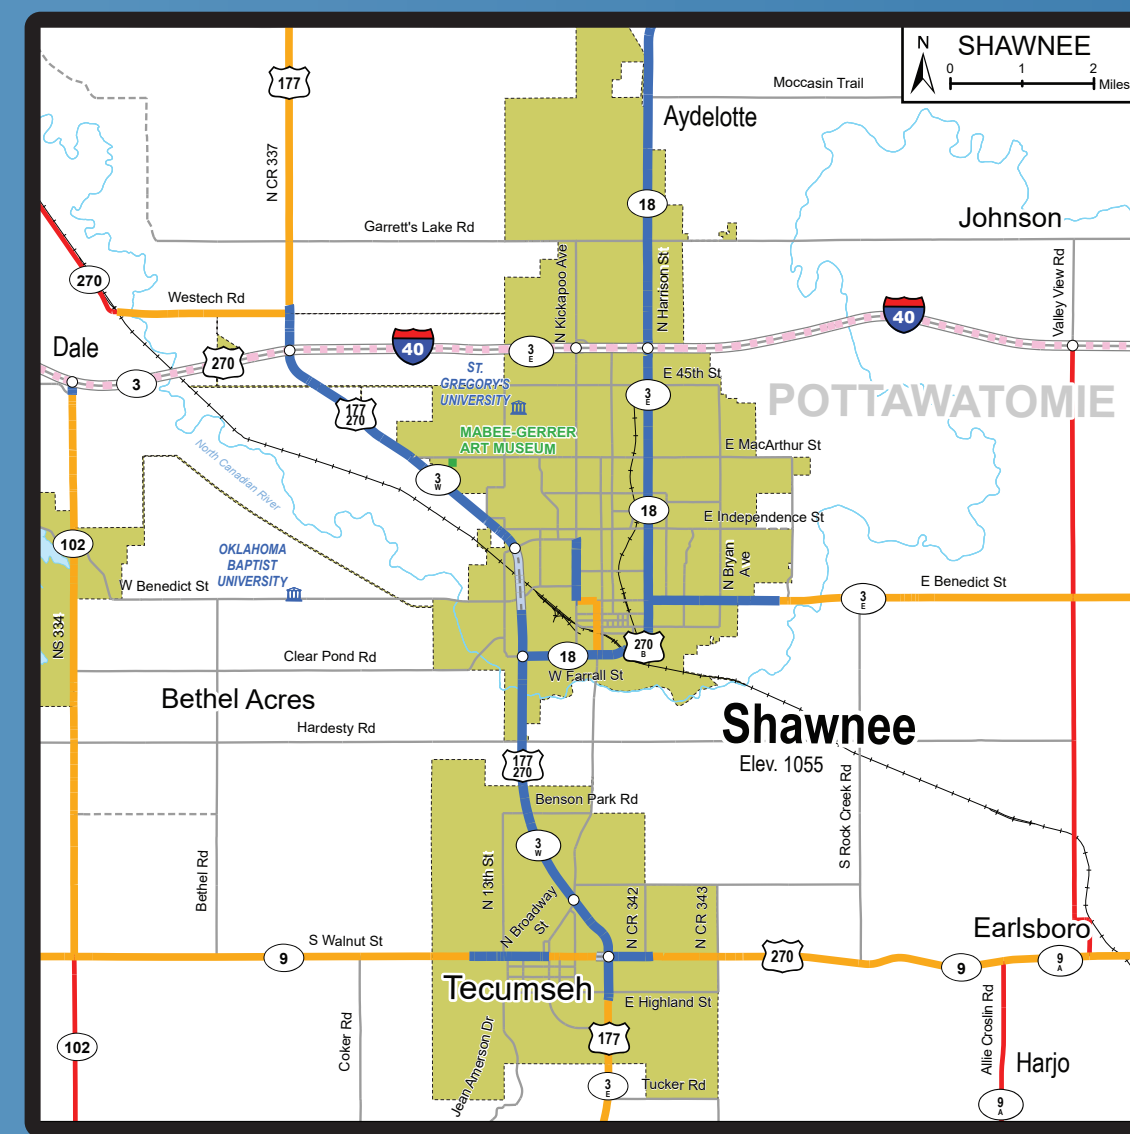 N
SHAWNEE
0 1 2
Miles
177
Moccasin Trail
Aydelotte
N CR 337
18
Garrett's Lake Rd
Johnson
N Kickapoo Ave
N Harrison St
Valley View Rd
270
Westech Rd
40
40
Dale
270
3
E
3
ST.
GREGORY'S
UNIVERSITY
E 45th St
3
E
POTTAWATOMIE
177
270
MABEE-GERRER
ART MUSEUM
E MacArthur St
North Canadian River
3
W
18
E Independence St
102
OKLAHOMA
BAPTIST
UNIVERSITY
N Bryan
Ave
W Benedict St
E Benedict St
3
E
NS 334
Clear Pond Rd
18
270
B
W Farrall St
Bethel Acres
Hardesty Rd
Shawnee
Elev. 1055
177
270
Benson Park Rd
S Rock Creek Rd
3
W
Bethel Rd
N 13th St
N Broadway
St
N CR 342
N CR 343
Earlsboro
S Walnut St
9
270
9
9
A
Tecumseh
E Highland St
102
Coker Rd
Jean Amerson Dr
177
Allie Croslin Rd
Harjo
3
E
Tucker Rd
9
A